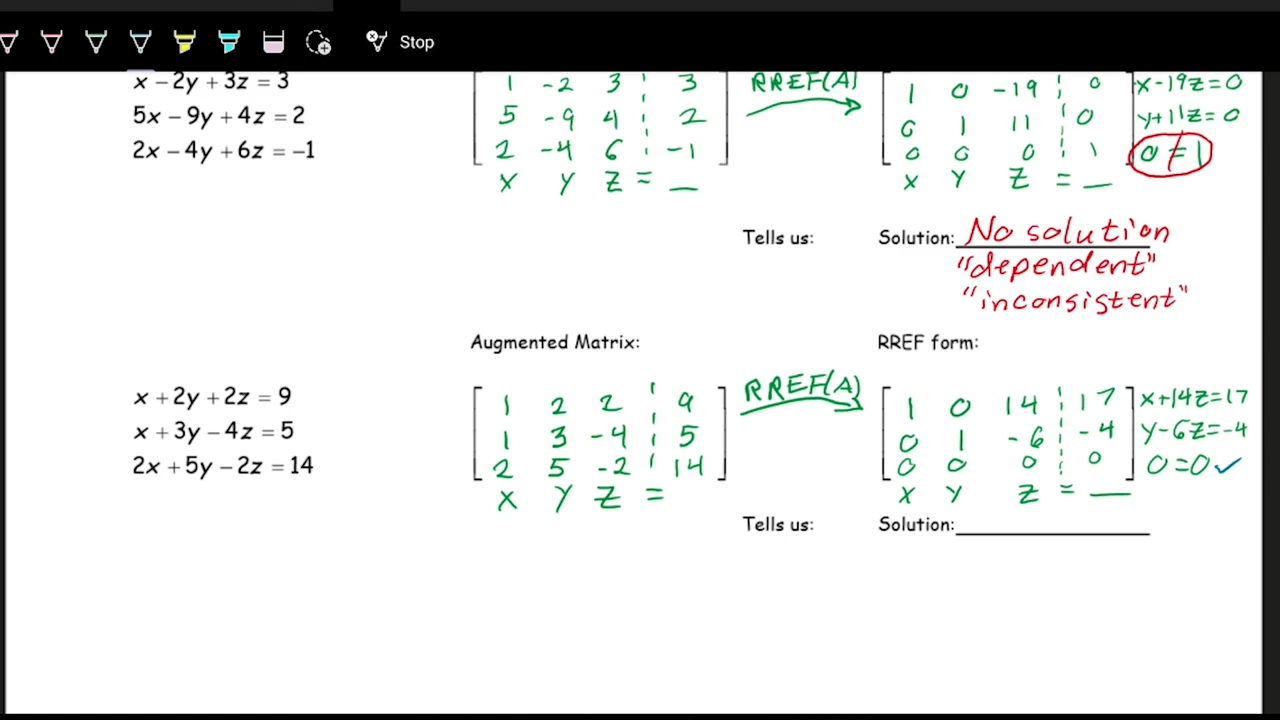 Stop
x − 2y + 3z = 3
5x − 9y + 4z = 2
2x − 4y + 6z = −1
1 -2 3 3
5 -9 4 2
2 -4 6 -1
x y z = _
RREF(A)
1 0 -19 0
0 1 11 0
0 0 0 1
x y z = _
x-19z=0
y+11z=0
0=1
Tells us:
Solution: No solution
"dependent"
"inconsistent"
Augmented Matrix:
RREF form:
x + 2y + 2z = 9
x + 3y − 4z = 5
2x + 5y − 2z = 14
1 2 2 9
1 3 -4 5
2 5 -2 14
x y z =
RREF(A)
1 0 14 17
0 1 -6 -4
0 0 0 0
x y z = _
x+14z=17
y-6z=-4
0=0 ✓
Tells us:
Solution: